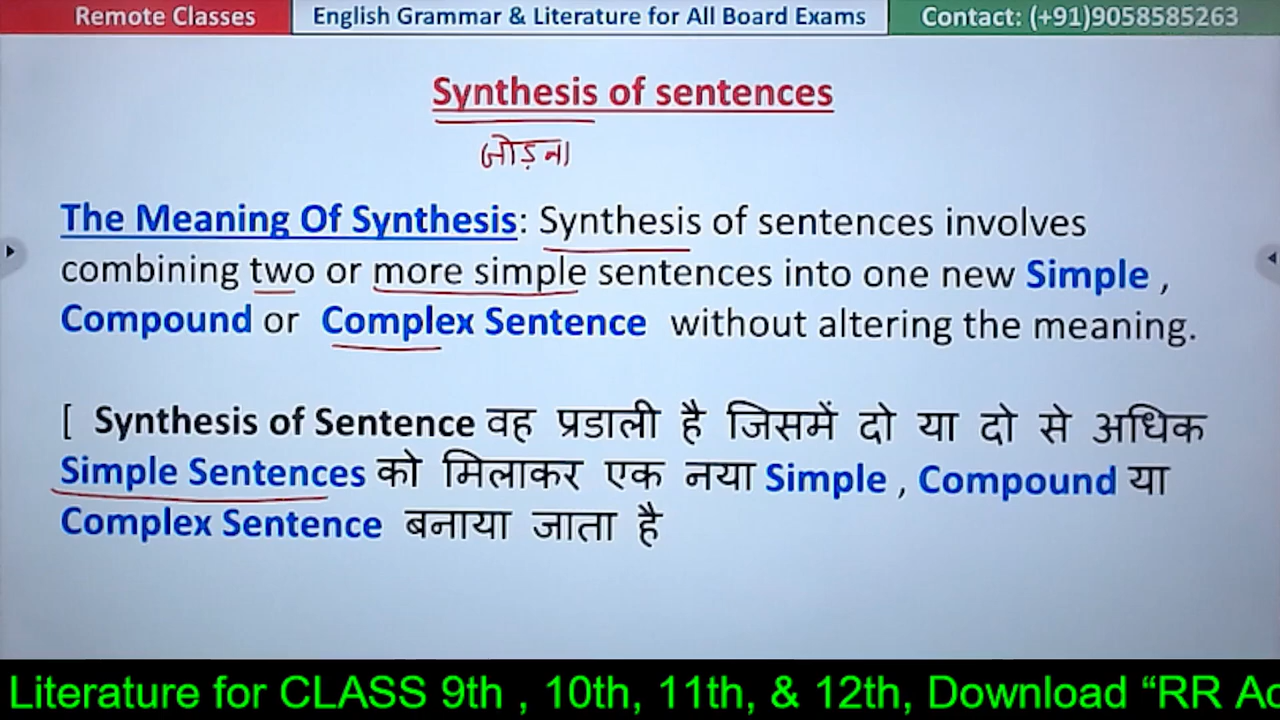 Remote Classes
English Grammar & Literature for All Board Exams
Contact: (+91)9058585263
Synthesis of sentences
जोड़ना
The Meaning Of Synthesis: Synthesis of sentences involves
combining two or more simple sentences into one new Simple ,
Compound or Complex Sentence without altering the meaning.
[ Synthesis of Sentence वह प्रडाली है जिसमें दो या दो से अधिक
Simple Sentences को मिलाकर एक नया Simple , Compound या
Complex Sentence बनाया जाता है
Literature for CLASS 9th , 10th, 11th, & 12th, Download “RR Ac